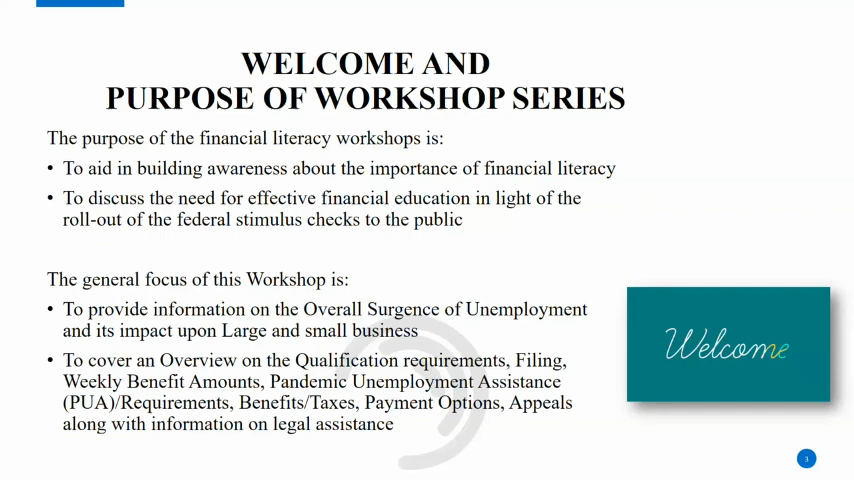 WELCOME AND
PURPOSE OF WORKSHOP SERIES
The purpose of the financial literacy workshops is:
• To aid in building awareness about the importance of financial literacy
• To discuss the need for effective financial education in light of the
roll-out of the federal stimulus checks to the public
The general focus of this Workshop is:
• To provide information on the Overall Surgence of Unemployment
and its impact upon Large and small business
• To cover an Overview on the Qualification requirements, Filing,
Weekly Benefit Amounts, Pandemic Unemployment Assistance
(PUA)/Requirements, Benefits/Taxes, Payment Options, Appeals
along with information on legal assistance
Welcome
3